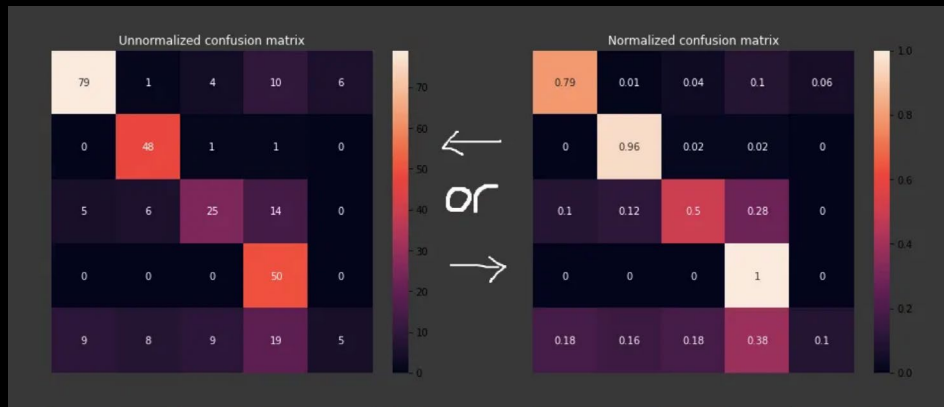 Unnormalized confusion matrix
79 1 4 10 6
0 48 1 1 0
5 6 25 14 0
0 0 0 50 0
9 8 9 19 5
70
60
50
40
30
20
10
0
or
Normalized confusion matrix
0.79 0.01 0.04 0.1 0.06
0 0.96 0.02 0.02 0
0.1 0.12 0.5 0.28 0
0 0 0 1 0
0.18 0.16 0.18 0.38 0.1
1.0
0.8
0.6
0.4
0.2
0.0